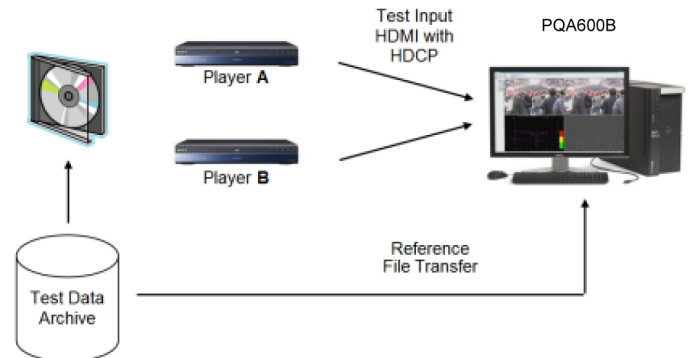 Test Input
HDMI with
HDCP
PQA600B
Player A
Player B
Reference
File Transfer
Test Data
Archive